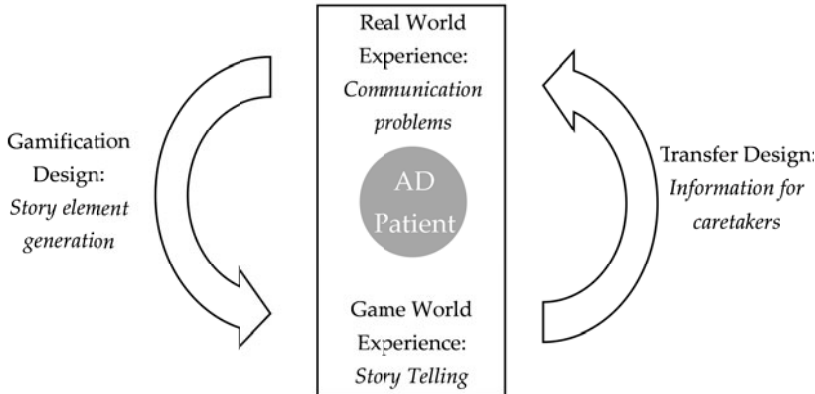 Gamification
Design:
Story element
generation
Real World
Experience:
Communication
problems
AD
Patient
Game World
Experience:
Story Telling
Transfer Design:
Information for
caretakers